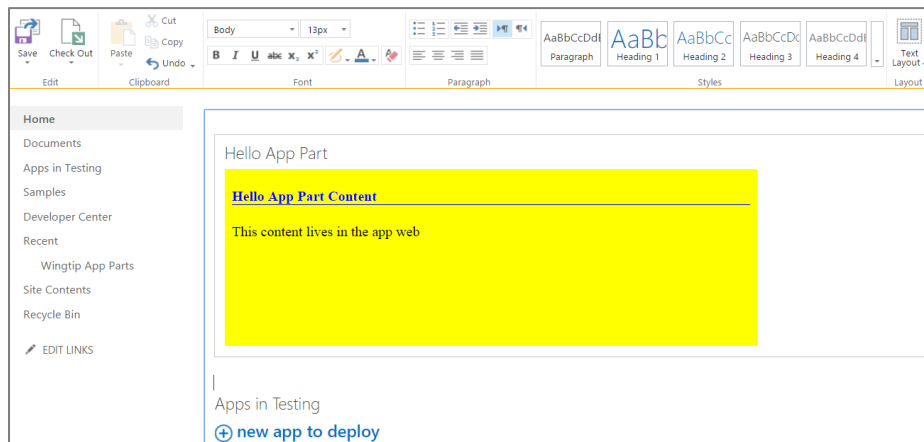 Save
Check Out
Paste
Cut
Copy
Undo
Body
13px
B I U abc X₂ X²
A
AaBbCcDdI
Paragraph
AaBb
Heading 1
AaBbCc
Heading 2
AaBbCcDc
Heading 3
AaBbCcDdI
Heading 4
Text
Layout
Edit
Clipboard
Font
Paragraph
Styles
Layout
Home
Documents
Apps in Testing
Samples
Developer Center
Recent
Wingtip App Parts
Site Contents
Recycle Bin
EDIT LINKS
Hello App Part
Hello App Part Content
This content lives in the app web
Apps in Testing
new app to deploy